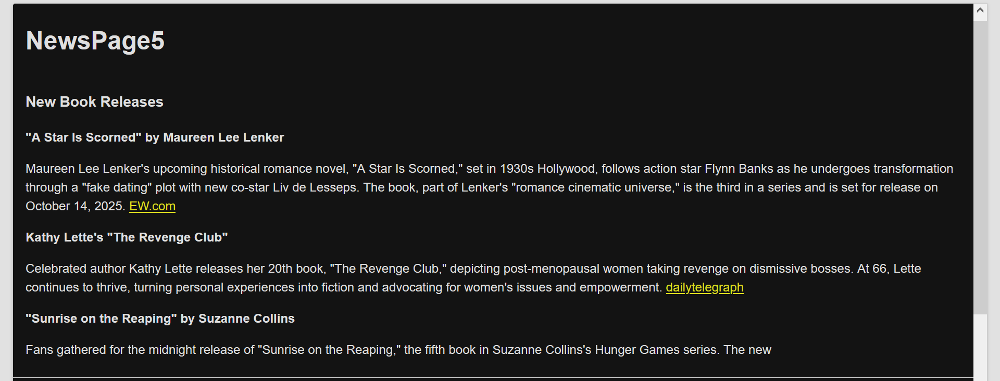 NewsPage5
New Book Releases
"A Star Is Scorned" by Maureen Lee Lenker
Maureen Lee Lenker's upcoming historical romance novel, "A Star Is Scorned," set in 1930s Hollywood, follows action star Flynn Banks as he undergoes transformation
through a "fake dating" plot with new co-star Liv de Lesseps. The book, part of Lenker's "romance cinematic universe," is the third in a series and is set for release on
October 14, 2025. EW.com
Kathy Lette's "The Revenge Club"
Celebrated author Kathy Lette releases her 20th book, "The Revenge Club," depicting post-menopausal women taking revenge on dismissive bosses. At 66, Lette
continues to thrive, turning personal experiences into fiction and advocating for women's issues and empowerment. dailytelegraph
"Sunrise on the Reaping" by Suzanne Collins
Fans gathered for the midnight release of "Sunrise on the Reaping," the fifth book in Suzanne Collins's Hunger Games series. The new